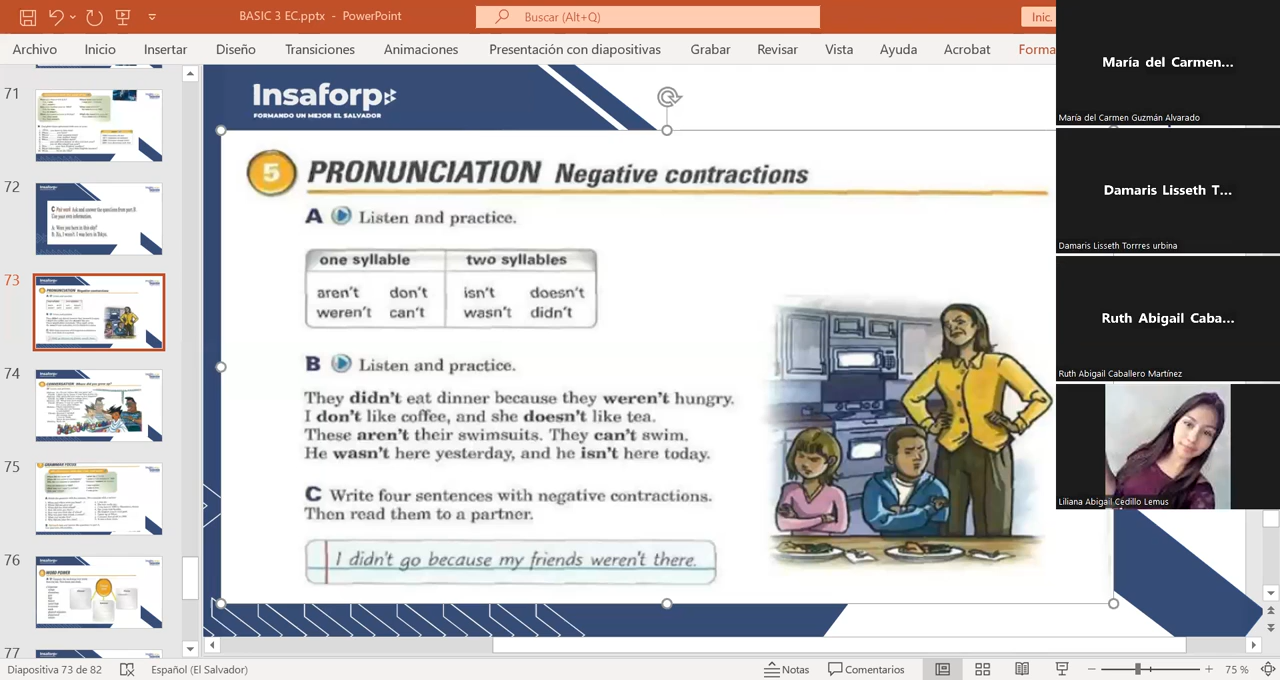 BASIC 3 EC.pptx - PowerPoint
Buscar (Alt+Q)
Inic.
Archivo Inicio Insertar Diseño Transiciones Animaciones Presentación con diapositivas Grabar Revisar Vista Ayuda Acrobat Forma
71
72
73
74
75
76
77
Insaforp
FORMANDO UN MEJOR EL SALVADOR
5 PRONUNCIATION Negative contractions
A Listen and practice.
one syllable two syllables
aren't don't isn't doesn't
weren't can't wasn't didn't
B Listen and practice.
They didn't eat dinner because they weren't hungry.
I don't like coffee, and she doesn't like tea.
These aren't their swimsuits. They can't swim.
He wasn't here yesterday, and he isn't here today.
C Write four sentences with negative contractions.
Then read them to a partner.
I didn't go because my friends weren't there.
María del Carmen...
María del Carmen Guzmán Alvarado
Damaris Lisseth T...
Damaris Lisseth Torrres urbina
Ruth Abigail Caba...
Ruth Abigail Caballero Martínez
Liliana Abigail Cedillo Lemus
Diapositiva 73 de 82 Español (El Salvador) Notas Comentarios 75 %